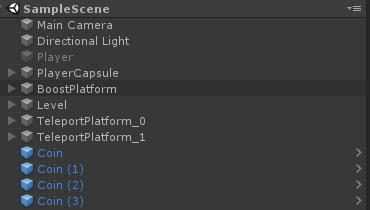 SampleScene
Main Camera
Directional Light
Player
PlayerCapsule
BoostPlatform
Level
TeleportPlatform_0
TeleportPlatform_1
Coin
Coin (1)
Coin (2)
Coin (3)